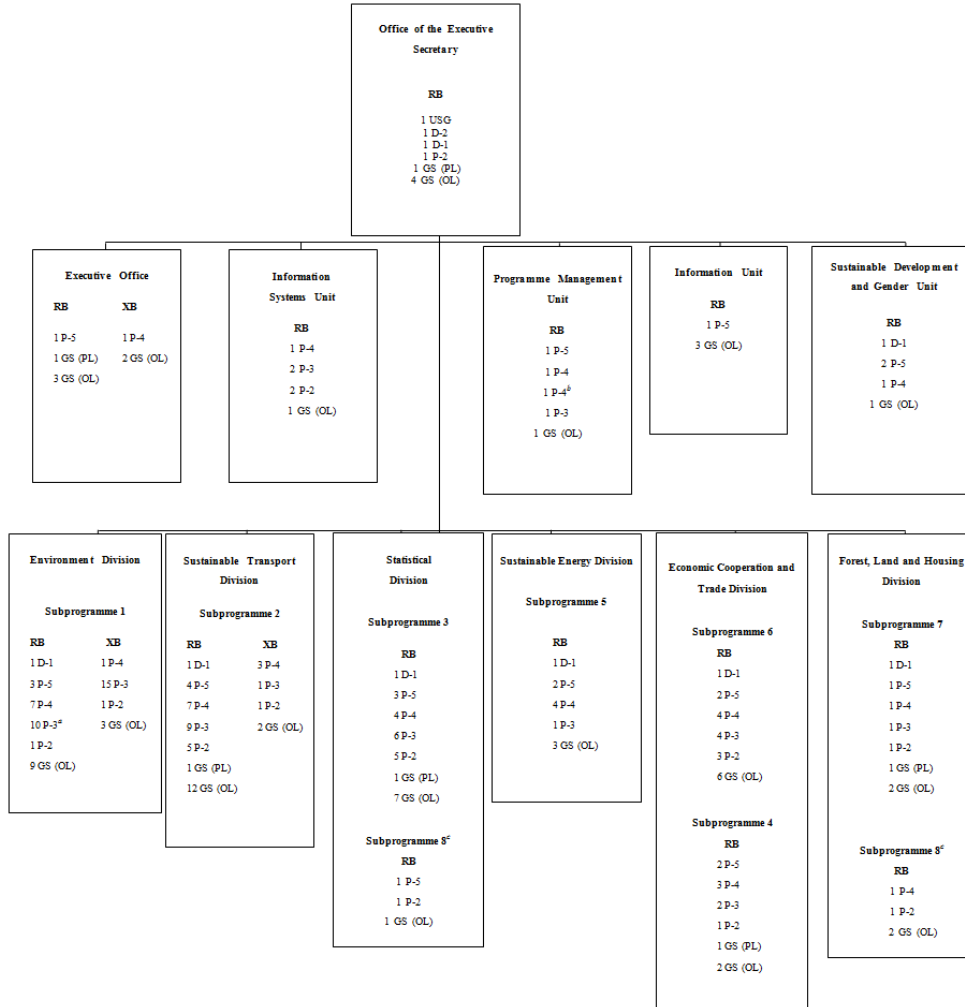 Office of the Executive
Secretary
RB
1 USG
1 D-2
1 D-1
1 P-2
1 GS (PL)
4 GS (OL)
Executive Office
RB XB
1 P-5 1 P-4
1 GS (PL) 2 GS (OL)
3 GS (OL)
Information
Systems Unit
RB
1 P-4
2 P-3
2 P-2
1 GS (OL)
Programme Management
Unit
RB
1 P-5
1 P-4
1 P-4b
1 P-3
1 GS (OL)
Information Unit
RB
1 P-5
3 GS (OL)
Sustainable Development
and Gender Unit
RB
1 D-1
2 P-5
1 P-4
1 GS (OL)
Environment Division
Subprogramme 1
RB XB
1 D-1 1 P-4
3 P-5 15 P-3
7 P-4 1 P-2
10 P-3a 3 GS (OL)
1 P-2
9 GS (OL)
Sustainable Transport
Division
Subprogramme 2
RB XB
1 D-1 3 P-4
4 P-5 1 P-3
7 P-4 1 P-2
9 P-3 2 GS (OL)
5 P-2
1 GS (PL)
12 GS (OL)
Statistical
Division
Subprogramme 3
RB
1 D-1
3 P-5
4 P-4
6 P-3
5 P-2
1 GS (PL)
7 GS (OL)
Subprogramme 8c
RB
1 P-5
1 P-2
1 GS (OL)
Sustainable Energy Division
Subprogramme 5
RB
1 D-1
2 P-5
4 P-4
1 P-3
3 GS (OL)
Economic Cooperation and
Trade Division
Subprogramme 6
RB
1 D-1
2 P-5
4 P-4
4 P-3
3 P-2
6 GS (OL)
Subprogramme 4
RB
2 P-5
3 P-4
2 P-3
1 P-2
1 GS (PL)
2 GS (OL)
Forest, Land and Housing
Division
Subprogramme 7
RB
1 D-1
1 P-5
1 P-4
1 P-3
1 P-2
1 GS (PL)
2 GS (OL)
Subprogramme 8c
RB
1 P-4
1 P-2
2 GS (OL)